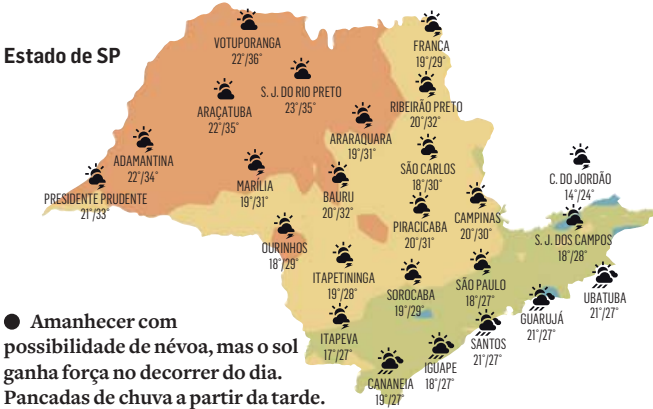 Estado de SP
VOTUPORANGA
22°/36°
FRANCA
19°/29°
S. J. DO RIO PRETO
23°/35°
RIBEIRÃO PRETO
20°/32°
ARAÇATUBA
22°/35°
ARARAQUARA
19°/31°
ADAMANTINA
22°/34°
SÃO CARLOS
18°/30°
C. DO JORDÃO
14°/24°
MARÍLIA
19°/31°
BAURU
20°/32°
PRESIDENTE PRUDENTE
21°/33°
PIRACICABA
20°/31°
CAMPINAS
20°/30°
S. J. DOS CAMPOS
18°/28°
OURINHOS
18°/29°
ITAPETININGA
19°/28°
SOROCABA
19°/29°
SÃO PAULO
18°/27°
UBATUBA
21°/27°
GUARUJÁ
21°/27°
ITAPEVA
17°/27°
SANTOS
21°/27°
IGUAPE
18°/27°
CANANEIA
19°/27°
● Amanhecer com
possibilidade de névoa, mas o sol
ganha força no decorrer do dia.
Pancadas de chuva a partir da tarde.